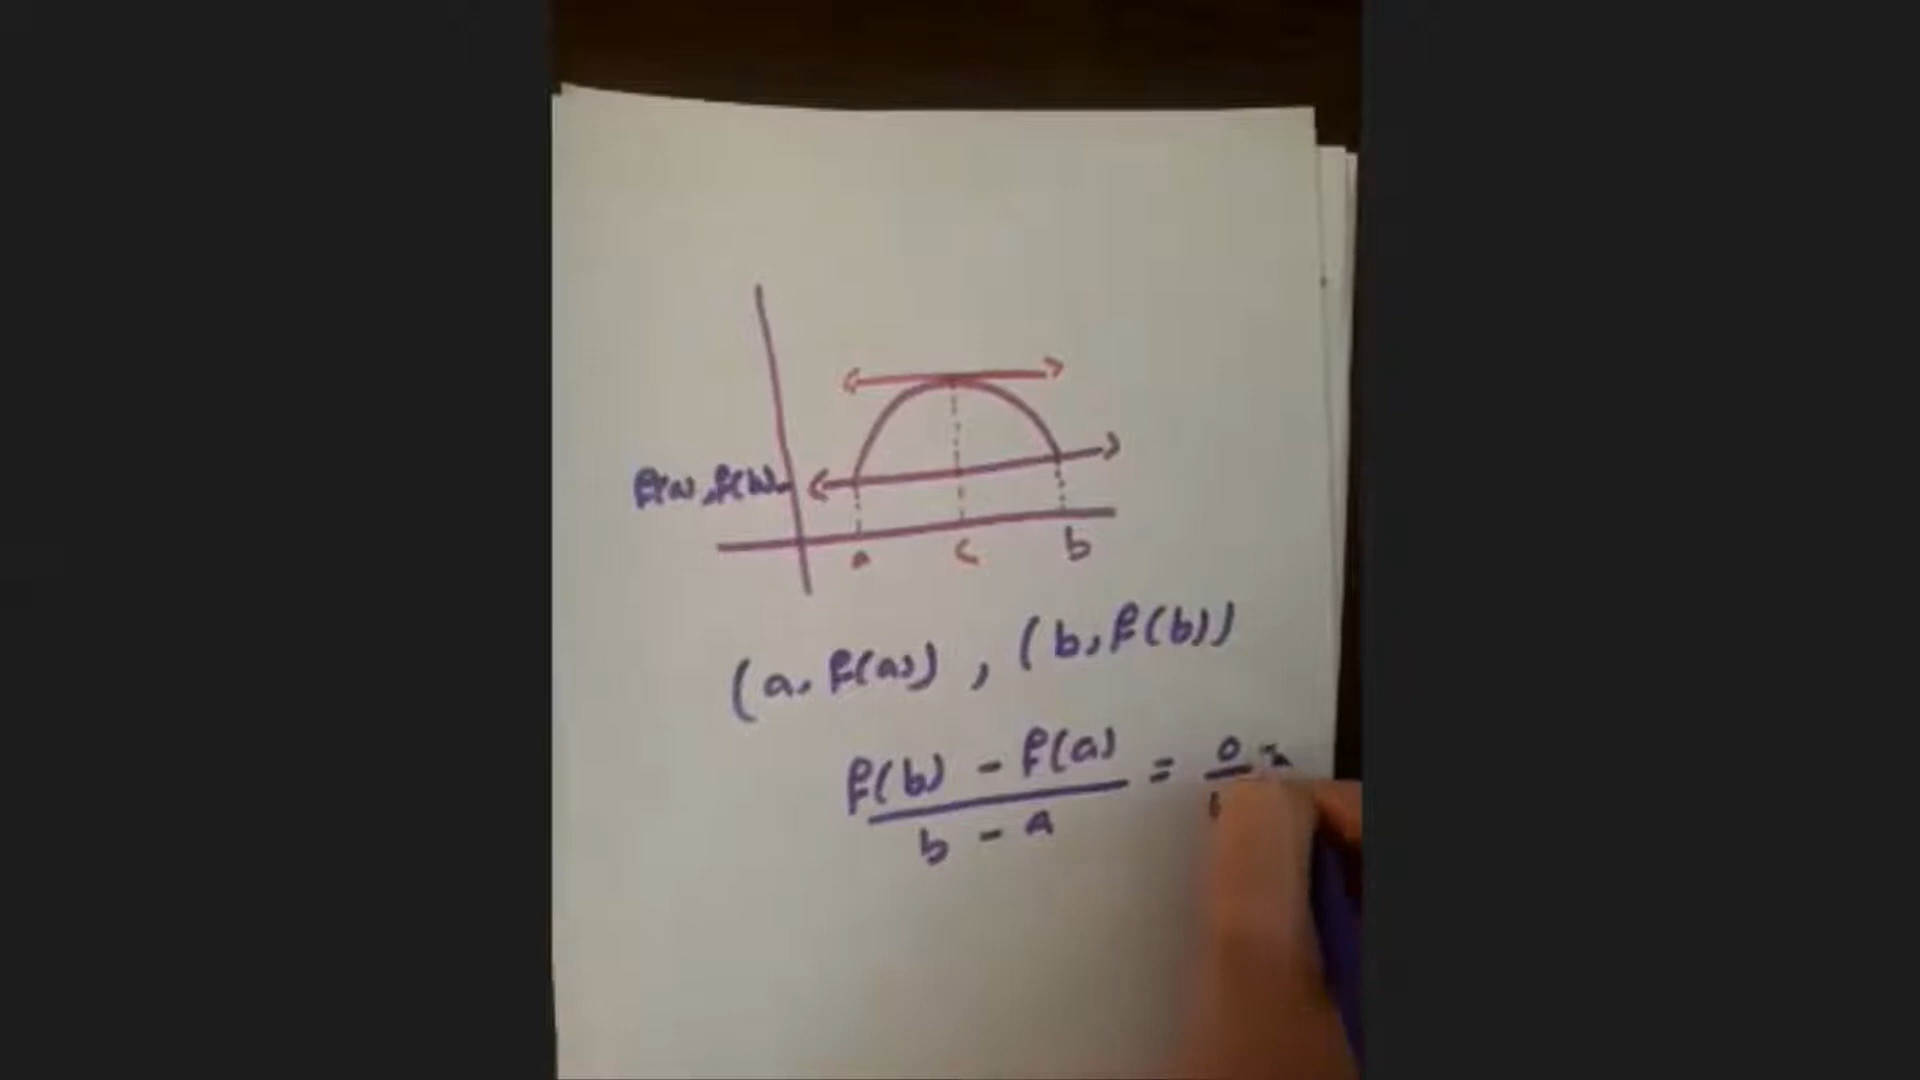 f(a), f(b)
a c b
(a, f(a)) , (b, f(b))
f(b) - f(a) = 0
b - a